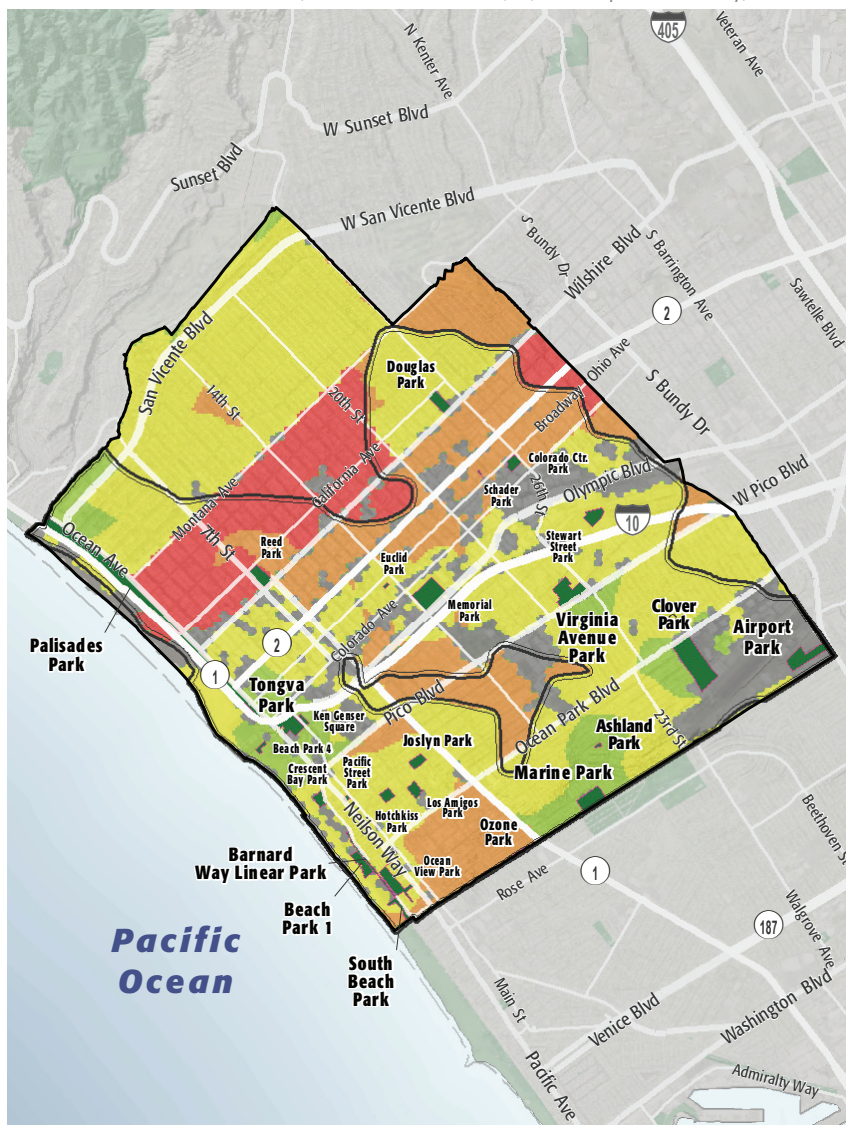 405
Veteran Ave
N Kenter Ave
W Sunset Blvd
Sunset Blvd
W San Vicente Blvd
S Bundy Dr
Wilshire Blvd
S Barrington Ave
Sawtelle Blvd
2
San Vicente Blvd
Ohio Ave
Douglas
Park
14th St
20th St
Broadway
S Bundy Dr
California Ave
Montana Ave
Colorado Ctr.
Park
Olympic Blvd
W Pico Blvd
Schader
Park
26th St
10
Ocean Ave
7th St
Reed
Park
Euclid
Park
Stewart
Street
Park
Colorado Ave
Memorial
Park
Virginia
Avenue
Park
Clover
Park
Airport
Park
Palisades
Park
2
1
Tongva
Park
Ken Genser
Square
Pico Blvd
Ocean Park Blvd
23rd St
Ashland
Park
Beach Park 4
Joslyn Park
Crescent
Bay Park
Pacific
Street
Park
Marine Park
Neilson Way
Hotchkiss
Park
Los Amigos
Park
Ozone
Park
Beethoven St
Barnard
Way Linear Park
Ocean
View Park
Rose Ave
1
Beach
Park 1
Walgrove Ave
187
Pacific
Ocean
South
Beach
Park
Main St
Venice Blvd
Washington Blvd
Pacific Ave
Admiralty Way